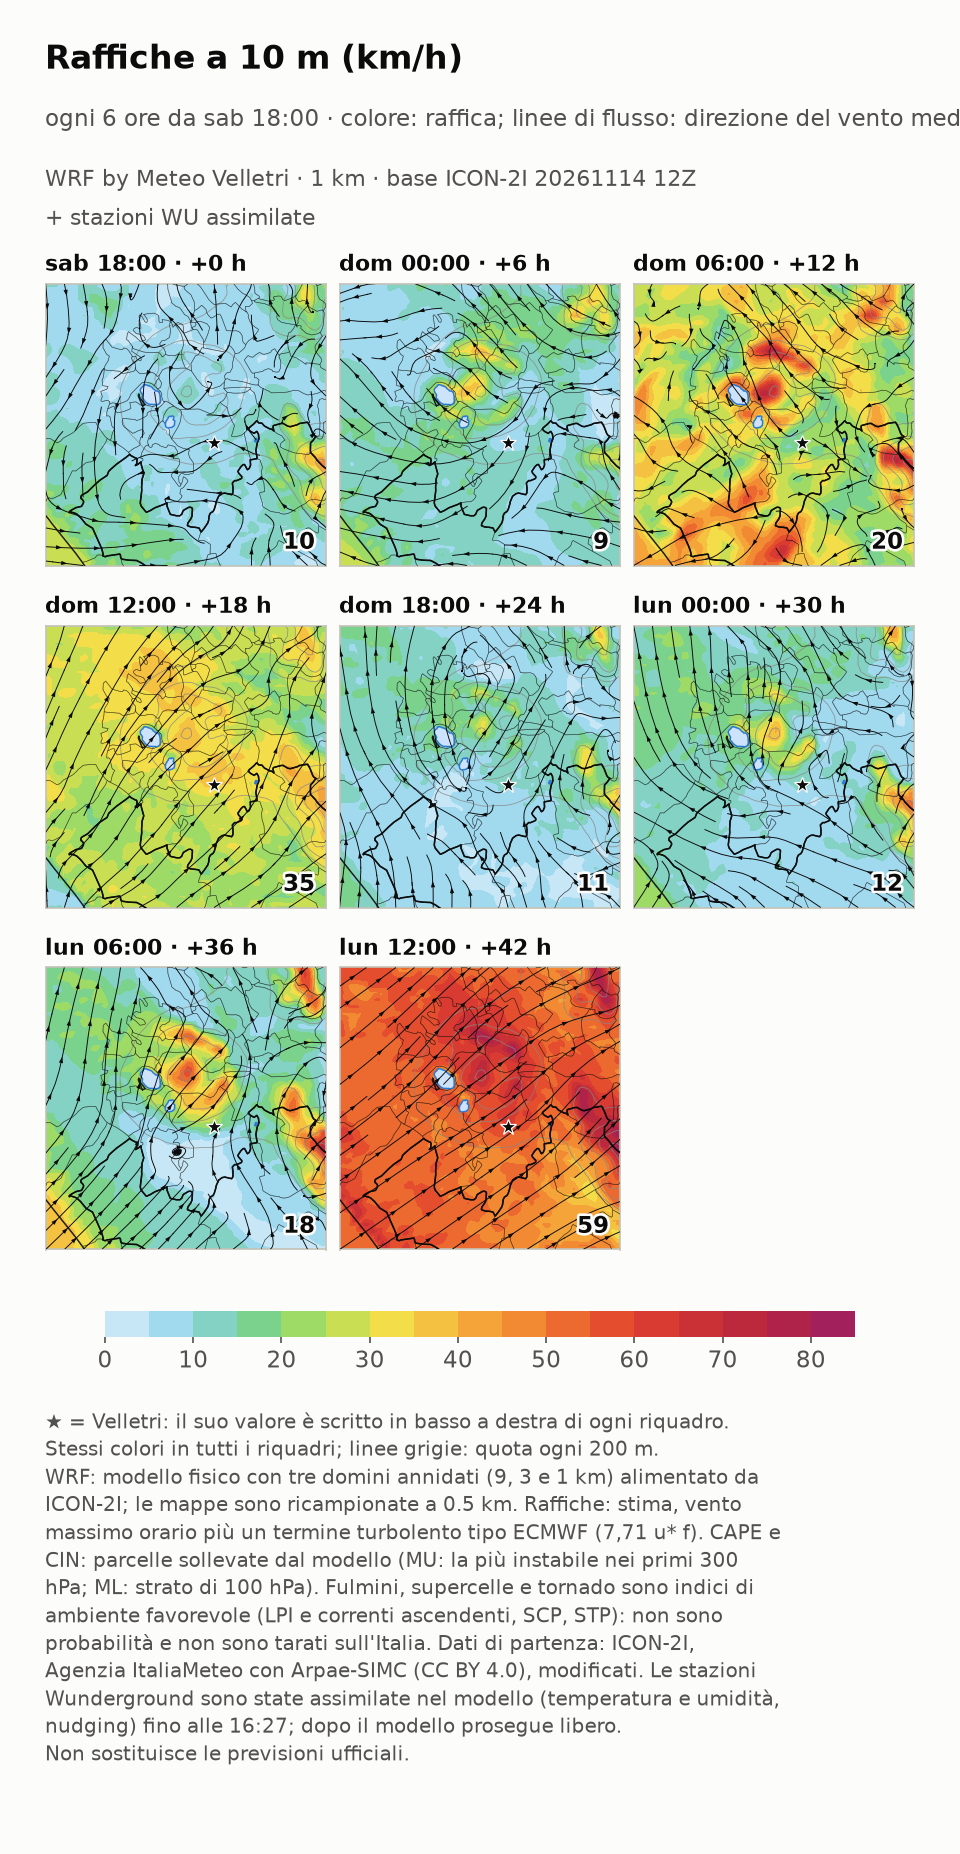 Raffiche a 10 m (km/h)
ogni 6 ore da sab 18:00 · colore: raffica; linee di flusso: direzione del vento med
WRF by Meteo Velletri · 1 km · base ICON-2I 20261114 12Z
+ stazioni WU assimilate
sab 18:00 · +0 h
dom 00:00 · +6 h
dom 06:00 · +12 h
10
9
20
dom 12:00 · +18 h
dom 18:00 · +24 h
lun 00:00 · +30 h
35
11
12
lun 06:00 · +36 h
lun 12:00 · +42 h
18
59
0 10 20 30 40 50 60 70 80
★ = Velletri: il suo valore è scritto in basso a destra di ogni riquadro.
Stessi colori in tutti i riquadri; linee grigie: quota ogni 200 m.
WRF: modello fisico con tre domini annidati (9, 3 e 1 km) alimentato da
ICON-2I; le mappe sono ricampionate a 0.5 km. Raffiche: stima, vento
massimo orario più un termine turbolento tipo ECMWF (7,71 u* f). CAPE e
CIN: parcelle sollevate dal modello (MU: la più instabile nei primi 300
hPa; ML: strato di 100 hPa). Fulmini, supercelle e tornado sono indici di
ambiente favorevole (LPI e correnti ascendenti, SCP, STP): non sono
probabilità e non sono tarati sull'Italia. Dati di partenza: ICON-2I,
Agenzia ItaliaMeteo con Arpae-SIMC (CC BY 4.0), modificati. Le stazioni
Wunderground sono state assimilate nel modello (temperatura e umidità,
nudging) fino alle 16:27; dopo il modello prosegue libero.
Non sostituisce le previsioni ufficiali.